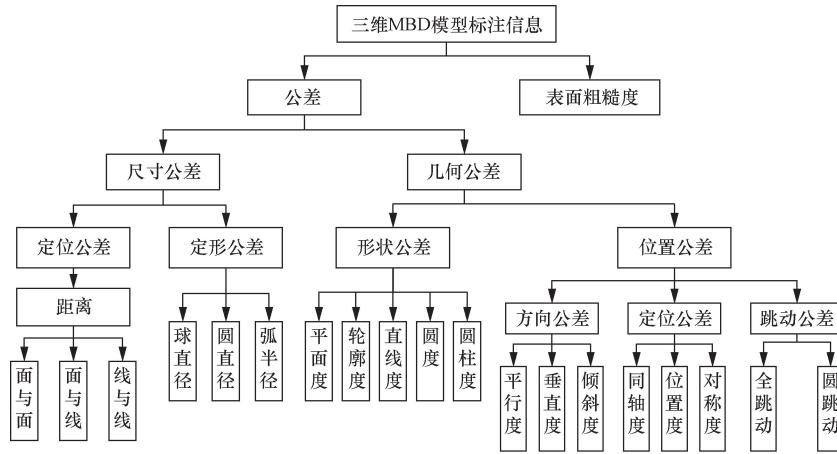 三维MBD模型标注信息
公差
表面粗糙度
尺寸公差
几何公差
定位公差
定形公差
形状公差
位置公差
距离
方向公差
定位公差
跳动公差
面与面
面与线
线与线
球直径
圆直径
弧半径
平面度
轮廓度
直线度
圆度
圆柱度
平行度
垂直度
倾斜度
同轴度
位置度
对称度
全跳动
圆跳动